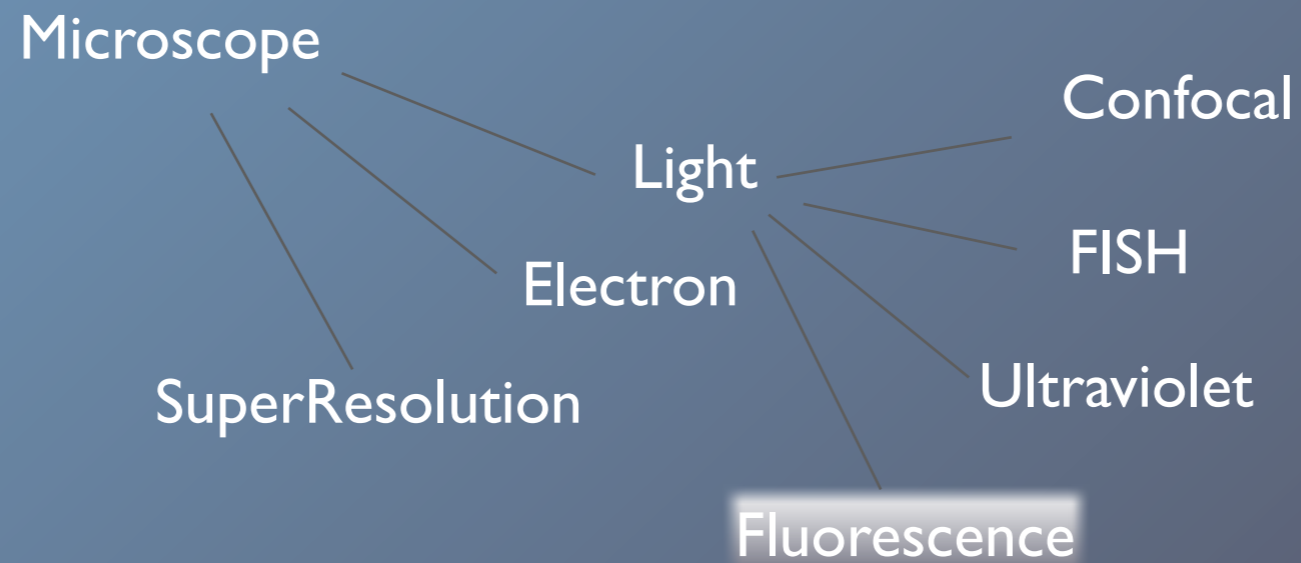 Microscope
Confocal
Light
FISH
Electron
Ultraviolet
SuperResolution
Fluorescence